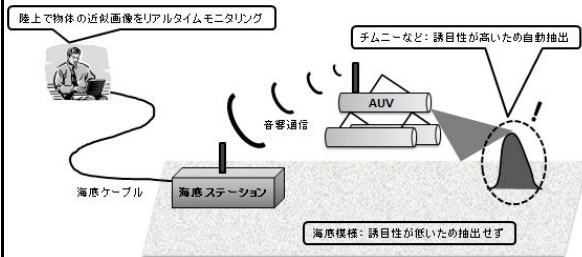 陸上で物体の近似画像をリアルタイムモニタリング
チムニーなど：誘目性が高いため自動抽出
！
AUV
音響通信
海底ケーブル
海底ステーション
海底模様：誘目性が低いため抽出せず